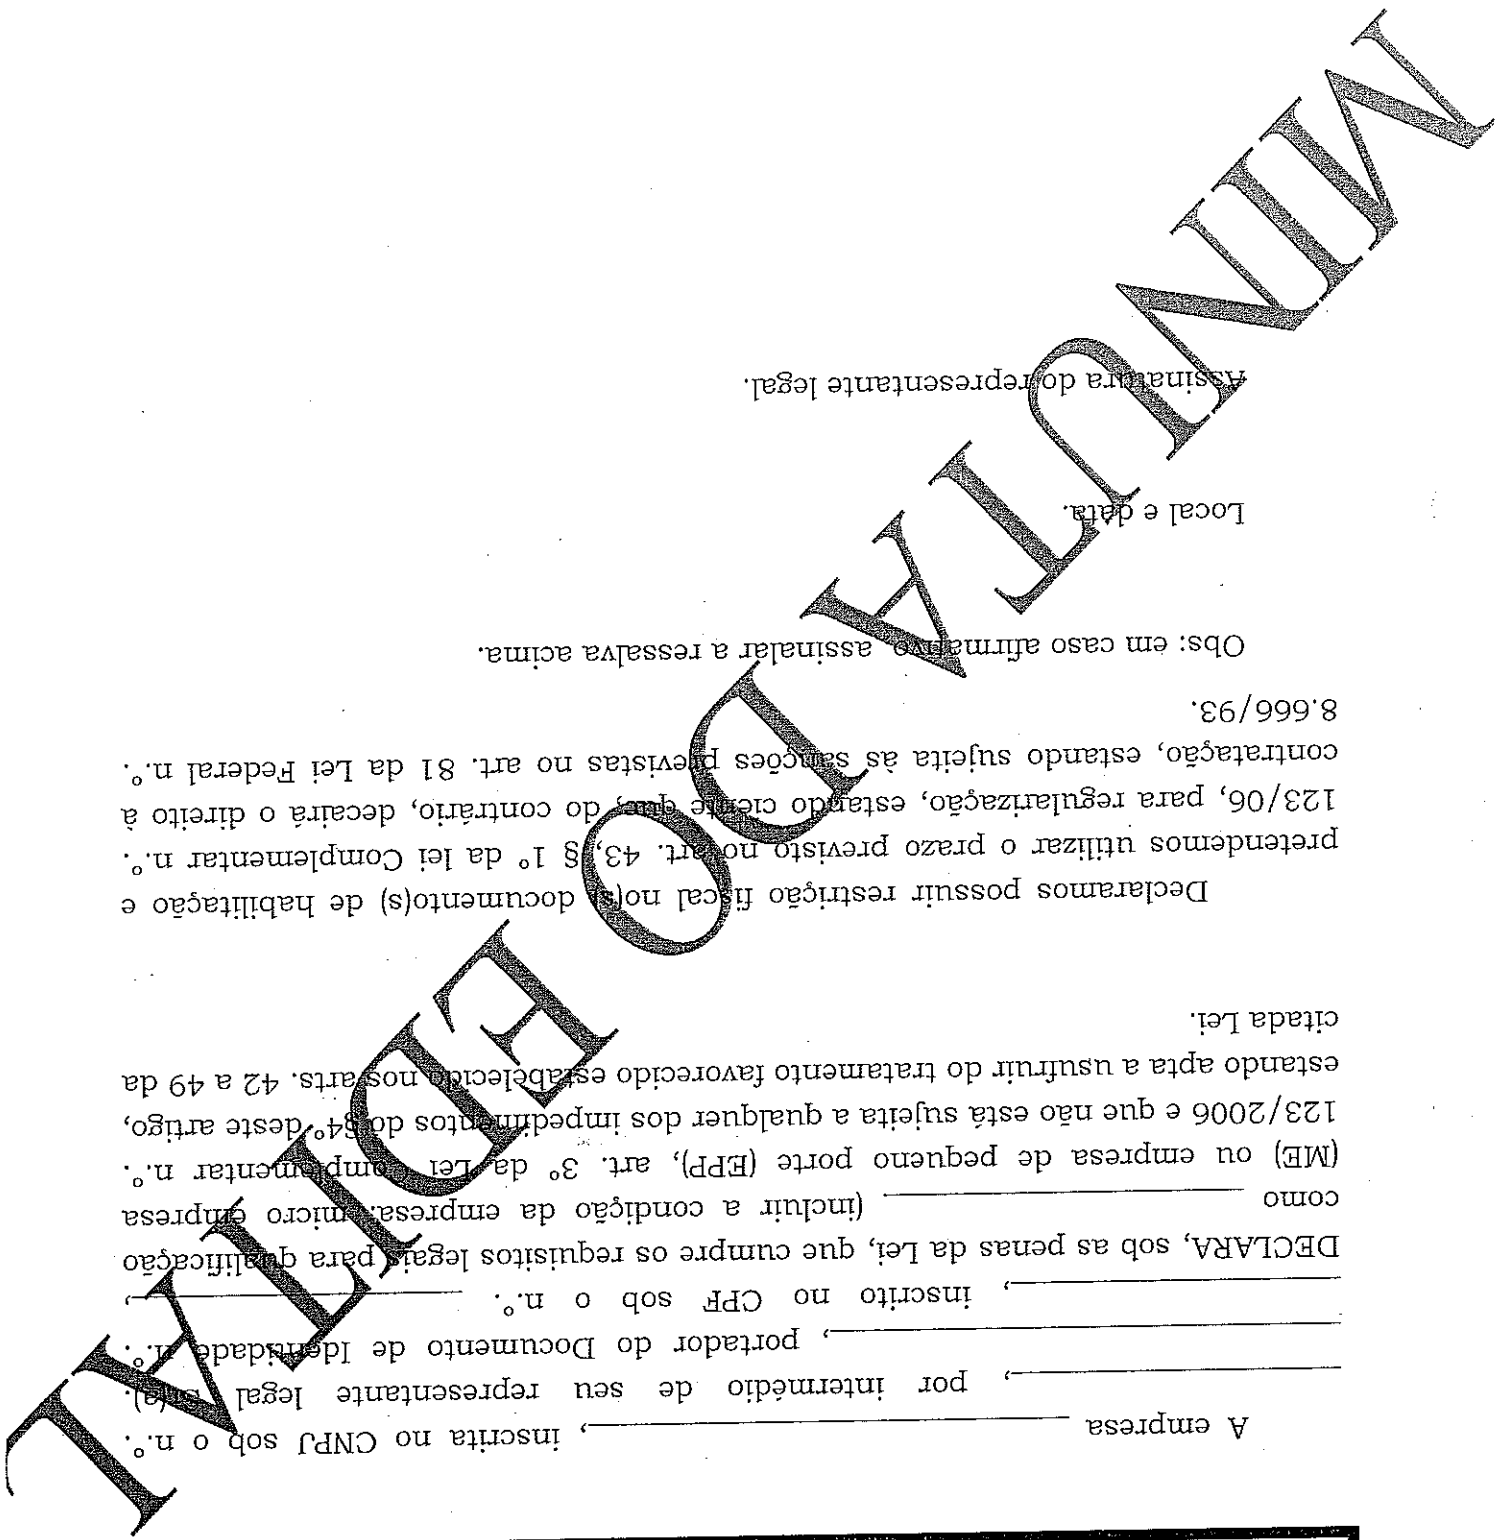 A empresa ____________________, inscrita no CNPJ sob o n.º.
____________________, por intermédio de seu representante legal Sr(a).
____________________, portador do Documento de Identidade n.º.
____________________, inscrito no CPF sob o n.º. ____________________,
DECLARA, sob as penas da Lei, que cumpre os requisitos legais para qualificação
como ____________________ (incluir a condição da empresa: micro empresa
(ME) ou empresa de pequeno porte (EPP), art. 3º da Lei Complementar n.º.
123/2006 e que não está sujeita a qualquer dos impedimentos do §4º deste artigo,
estando apta a usufruir do tratamento favorecido estabelecido nos arts. 42 a 49 da
citada Lei.
Declaramos possuir restrição fiscal no(s) documento(s) de habilitação e
pretendemos utilizar o prazo previsto no art. 43, § 1º da lei Complementar n.º.
123/06, para regularização, estando ciente que, do contrário, decairá o direito à
contratação, estando sujeita às sanções previstas no art. 81 da Lei Federal n.º.
8.666/93.
Obs: em caso afirmativo, assinalar a ressalva acima.
Local e data.
Assinatura do representante legal.
MINUTA DO EDITAL